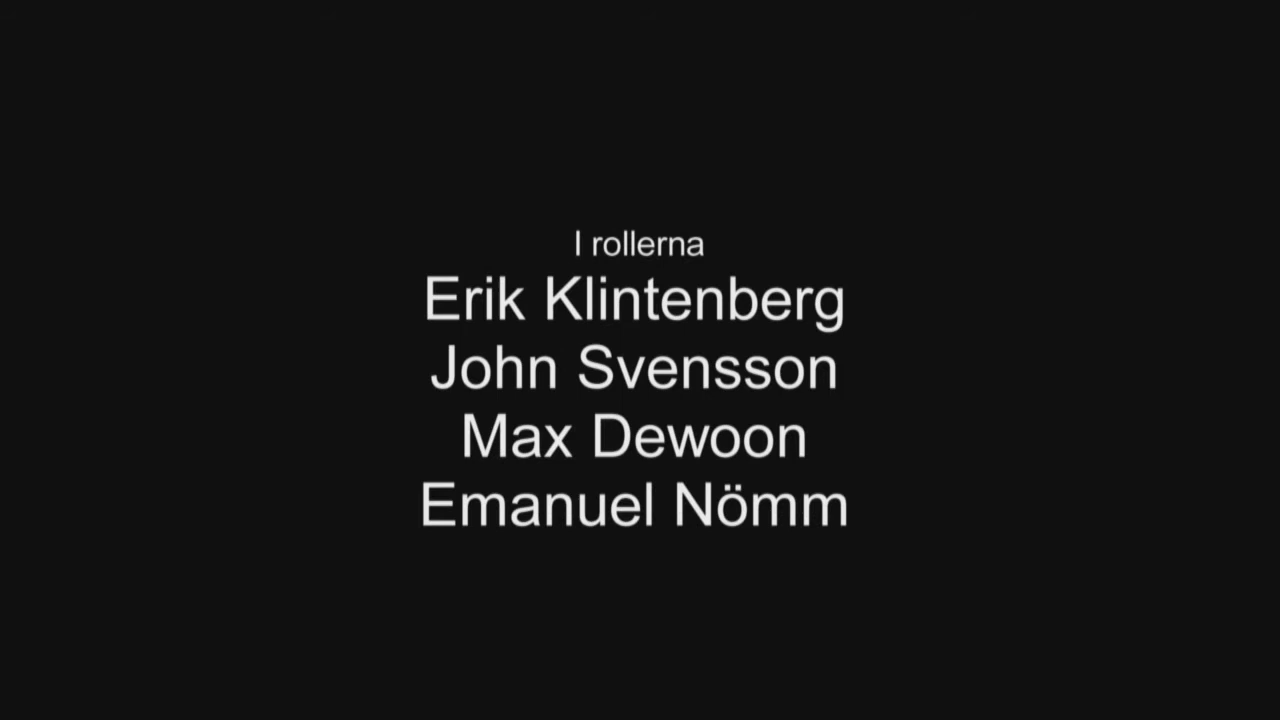 I rollerna
Erik Klintenberg
John Svensson
Max Dewoon
Emanuel Nömm